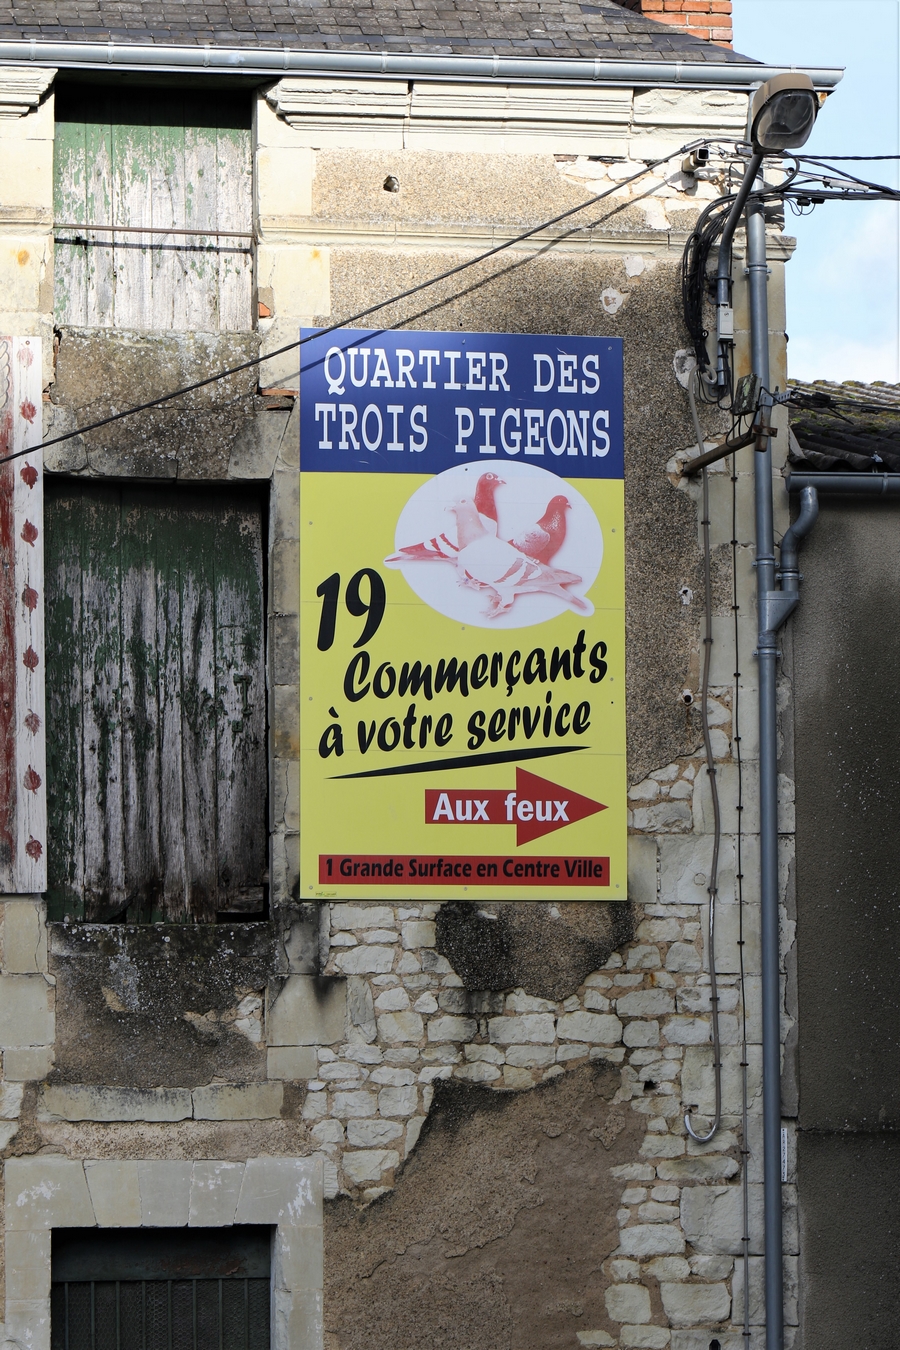 QUARTIER DES
TROIS PIGEONS
19
Commerçants
à votre service
Aux feux
1 Grande Surface en Centre Ville